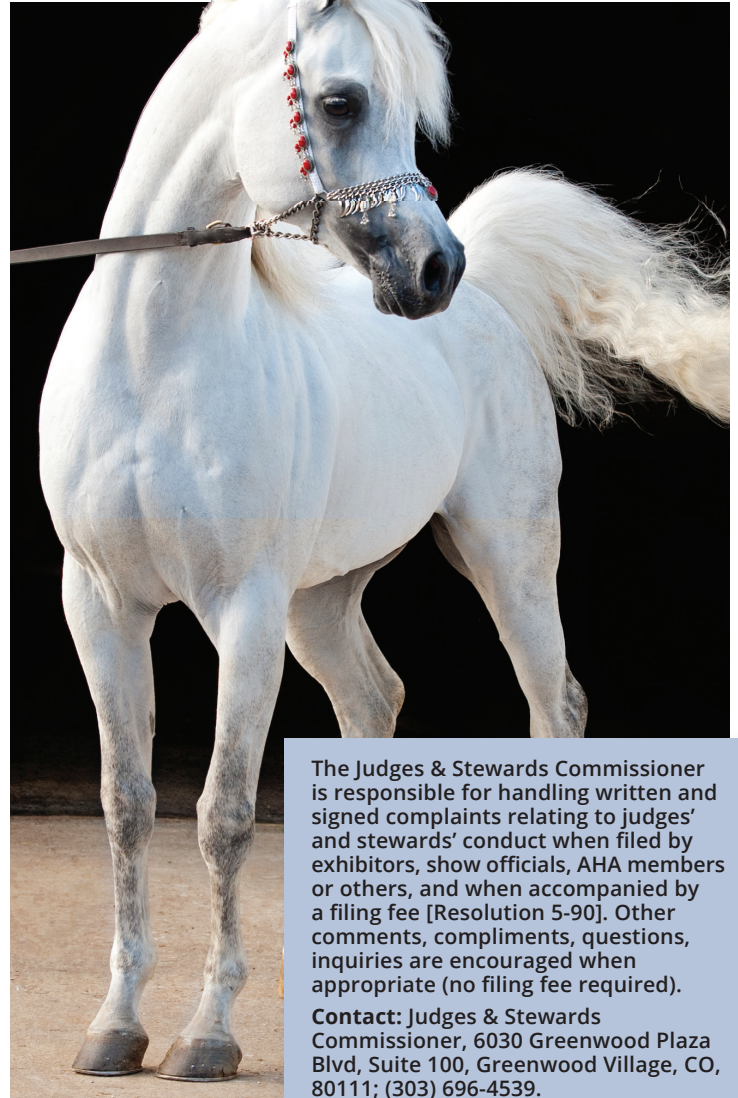 The Judges & Stewards Commissioner
is responsible for handling written and
signed complaints relating to judges’
and stewards’ conduct when filed by
exhibitors, show officials, AHA members
or others, and when accompanied by
a filing fee [Resolution 5-90]. Other
comments, compliments, questions,
inquiries are encouraged when
appropriate (no filing fee required).
Contact: Judges & Stewards
Commissioner, 6030 Greenwood Plaza
Blvd, Suite 100, Greenwood Village, CO,
80111; (303) 696-4539.